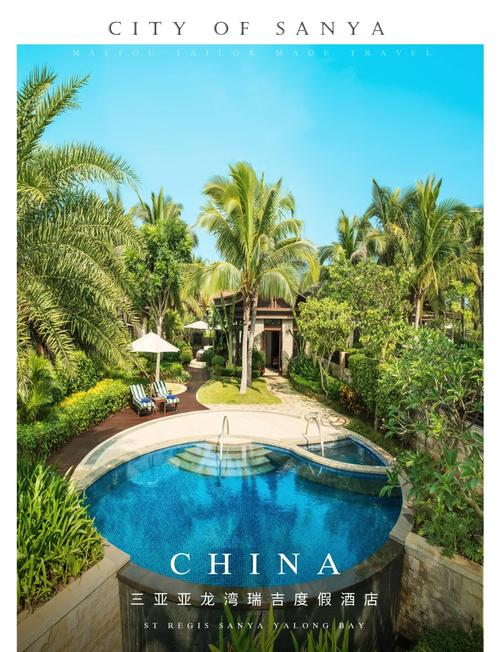 CITY OF SANYA
MAIYOU TAILOR MADE TRAVEL
CHINA
三亚亚龙湾瑞吉度假酒店
ST REGIS SANYA YALONG BAY